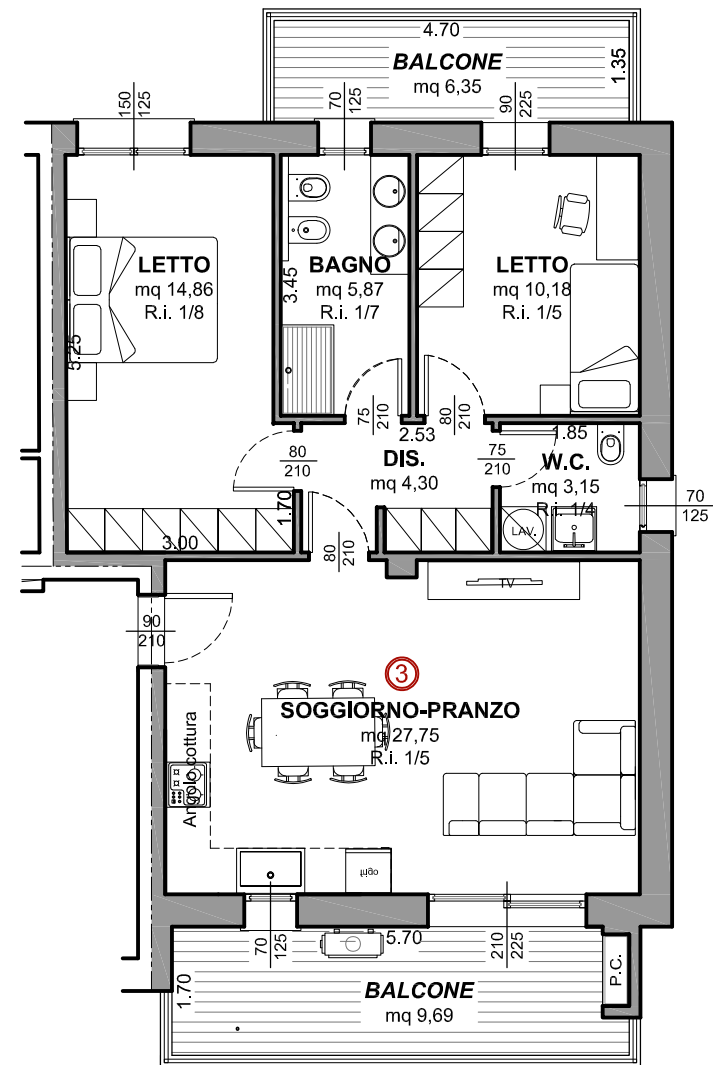 4.70
BALCONE
mq 6,35
1.35
150
125
70
125
90
225
LETTO
mq 14,86
R.i. 1/8
5.25
BAGNO
mq 5,87
R.i. 1/7
3.45
LETTO
mq 10,18
R.i. 1/5
75
210
80
210
80
210
2.53
DIS.
mq 4,30
75
210
1.85
W.C.
mq 3,15
R.i. 1/4
70
125
LAV.
1.70
3.00
80
210
TV
90
210
3
SOGGIORNO-PRANZO
mq 27,75
R.i. 1/5
Angolo cottura
70
125
5.70
210
225
P.C.
1.70
BALCONE
mq 9,69